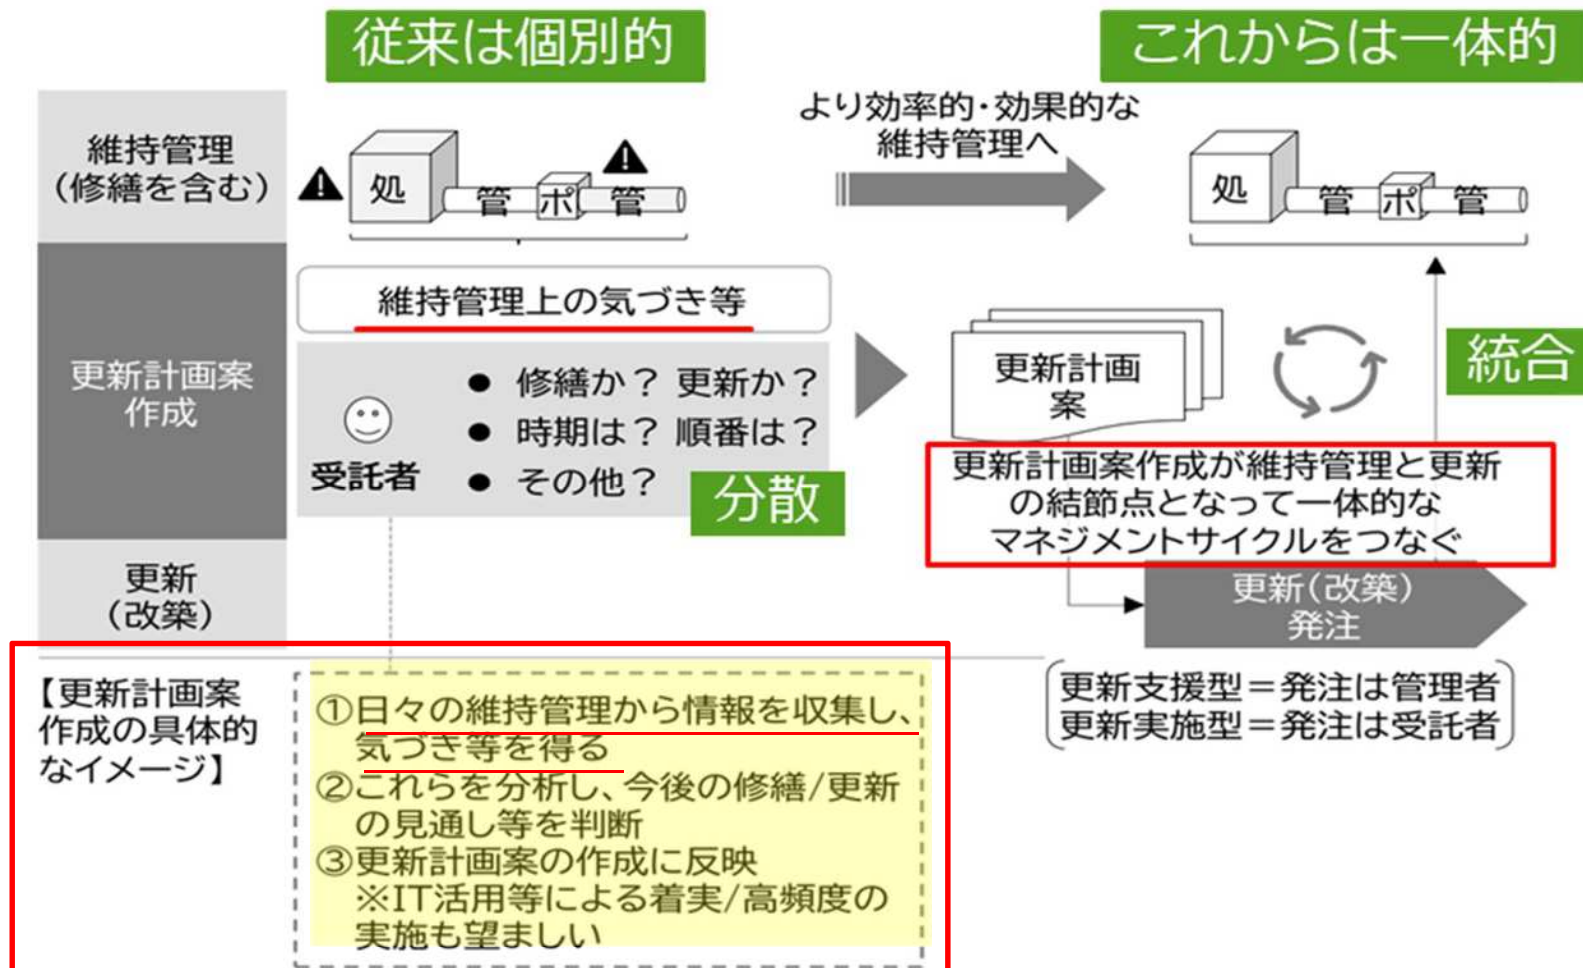 従来は個別的
これからは一体的
維持管理
(修繕を含む)
処
管
ポ
管
より効率的・効果的な
維持管理へ
処
管
ポ
管
更新計画案
作成
維持管理上の気づき等
受託者
● 修繕か? 更新か?
● 時期は? 順番は?
● その他?
分散
更新計画
案
統合
更新計画案作成が維持管理と更新
の結節点となって一体的な
マネジメントサイクルをつなぐ
更新
(改築)
更新(改築)
発注
更新支援型=発注は管理者
更新実施型=発注は受託者
【更新計画案
作成の具体的
なイメージ】
①日々の維持管理から情報を収集し、
気づき等を得る
②これらを分析し、今後の修繕/更新
の見通し等を判断
③更新計画案の作成に反映
※IT活用等による着実/高頻度の
実施も望ましい